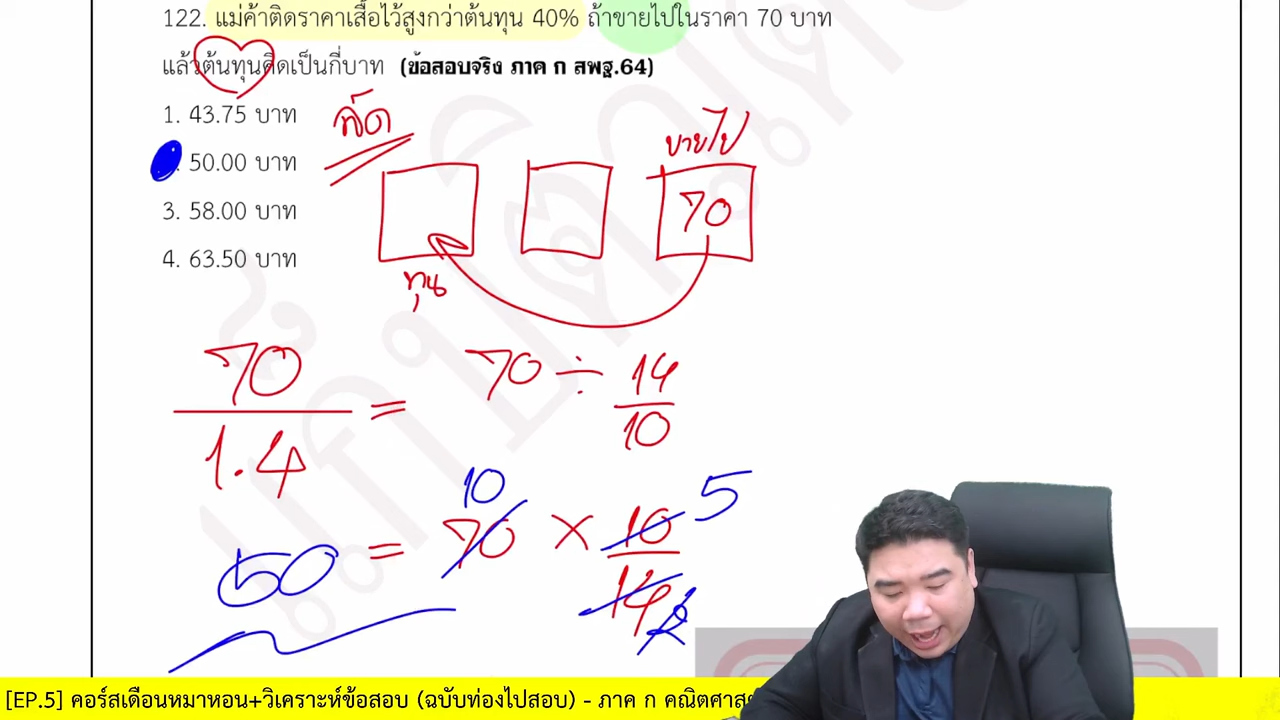 122. แม่ค้าติดราคาเสื้อไว้สูงกว่าต้นทุน 40% ถ้าขายไปในราคา 70 บาท
แล้วต้นทุนคิดเป็นกี่บาท (ข้อสอบจริง ภาค ก สพฐ.64)
1. 43.75 บาท
. 50.00 บาท
3. 58.00 บาท
4. 63.50 บาท
ลัด
ขายไป
70
ทุน
70
1.4
= 70 ÷ 14
10
10 5
50 = 70 × 10
14
2
[EP.5] คอร์สเดือนหมาหอน+วิเคราะห์ข้อสอบ (ฉบับท่องไปสอบ) - ภาค ก